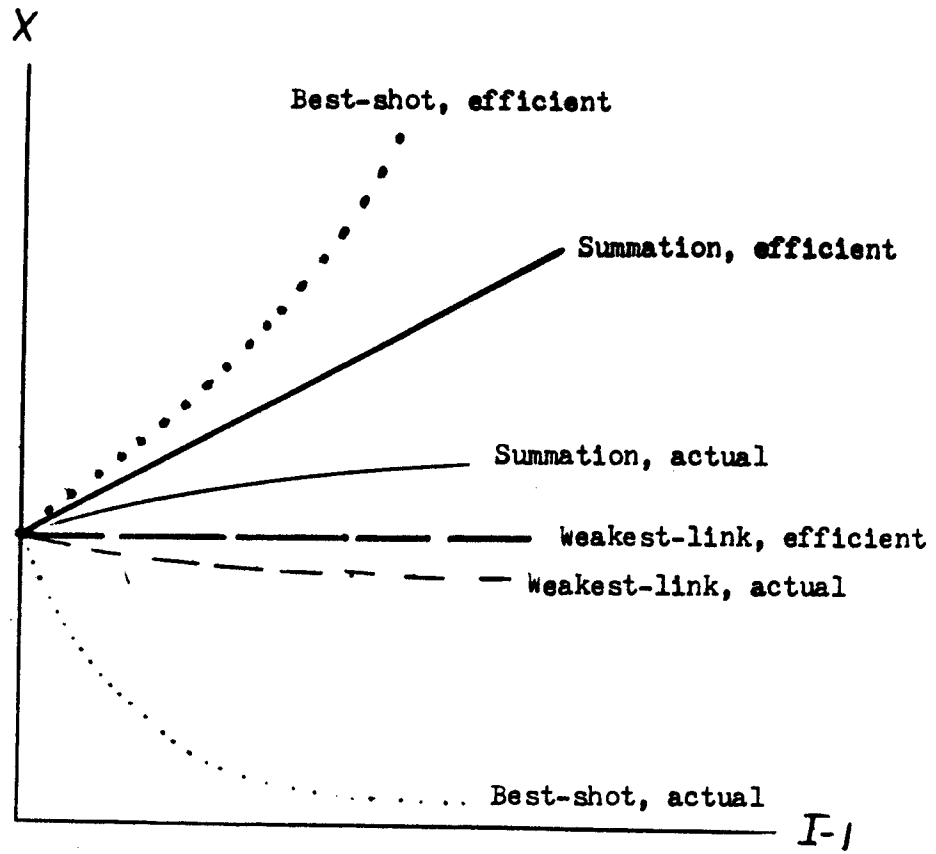 X
Best-shot, efficient
Summation, efficient
Summation, actual
Weakest-link, efficient
Weakest-link, actual
Best-shot, actual
I-1